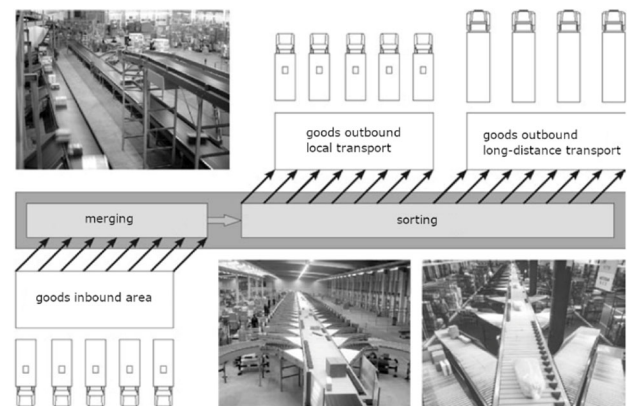 goods outbound
local transport
goods outbound
long-distance transport
merging
sorting
goods inbound area